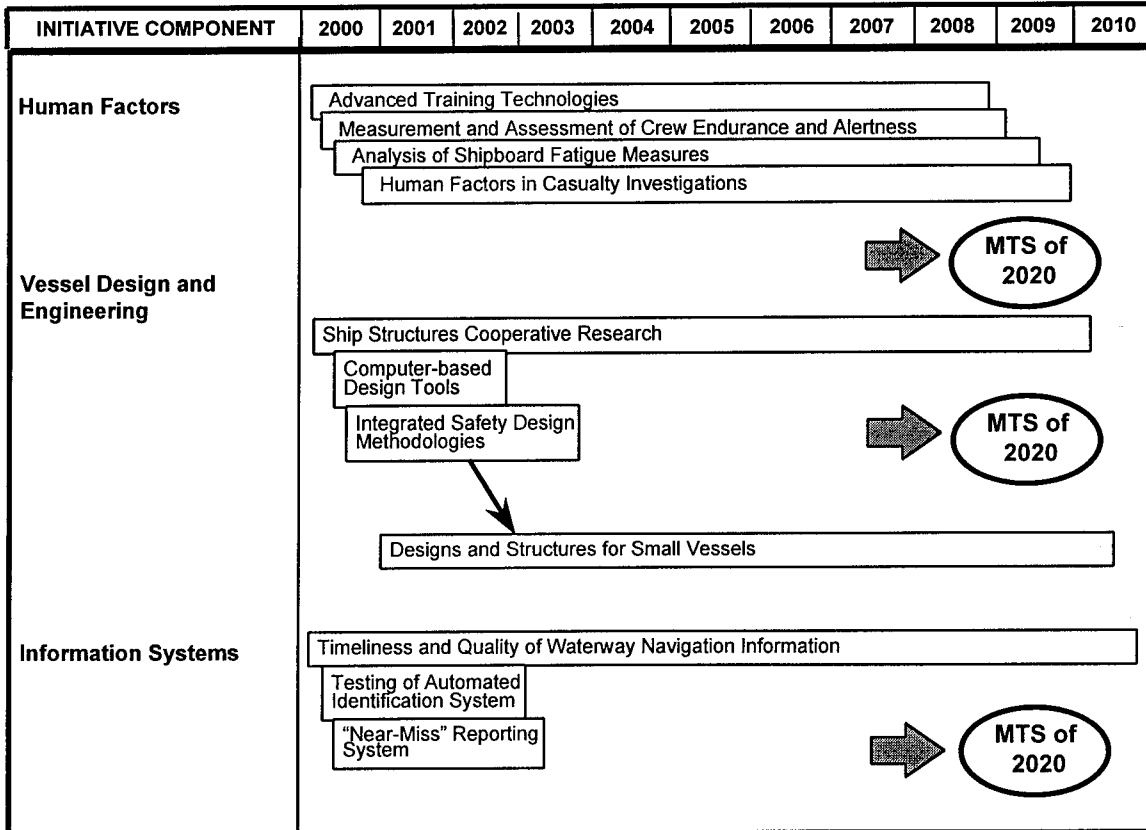 INITIATIVE COMPONENT 2000 2001 2002 2003 2004 2005 2006 2007 2008 2009 2010
Human Factors
Advanced Training Technologies
Measurement and Assessment of Crew Endurance and Alertness
Analysis of Shipboard Fatigue Measures
Human Factors in Casualty Investigations
MTS of
2020
Vessel Design and
Engineering
Ship Structures Cooperative Research
Computer-based
Design Tools
Integrated Safety Design
Methodologies
MTS of
2020
Designs and Structures for Small Vessels
Information Systems
Timeliness and Quality of Waterway Navigation Information
Testing of Automated
Identification System
“Near-Miss” Reporting
System
MTS of
2020